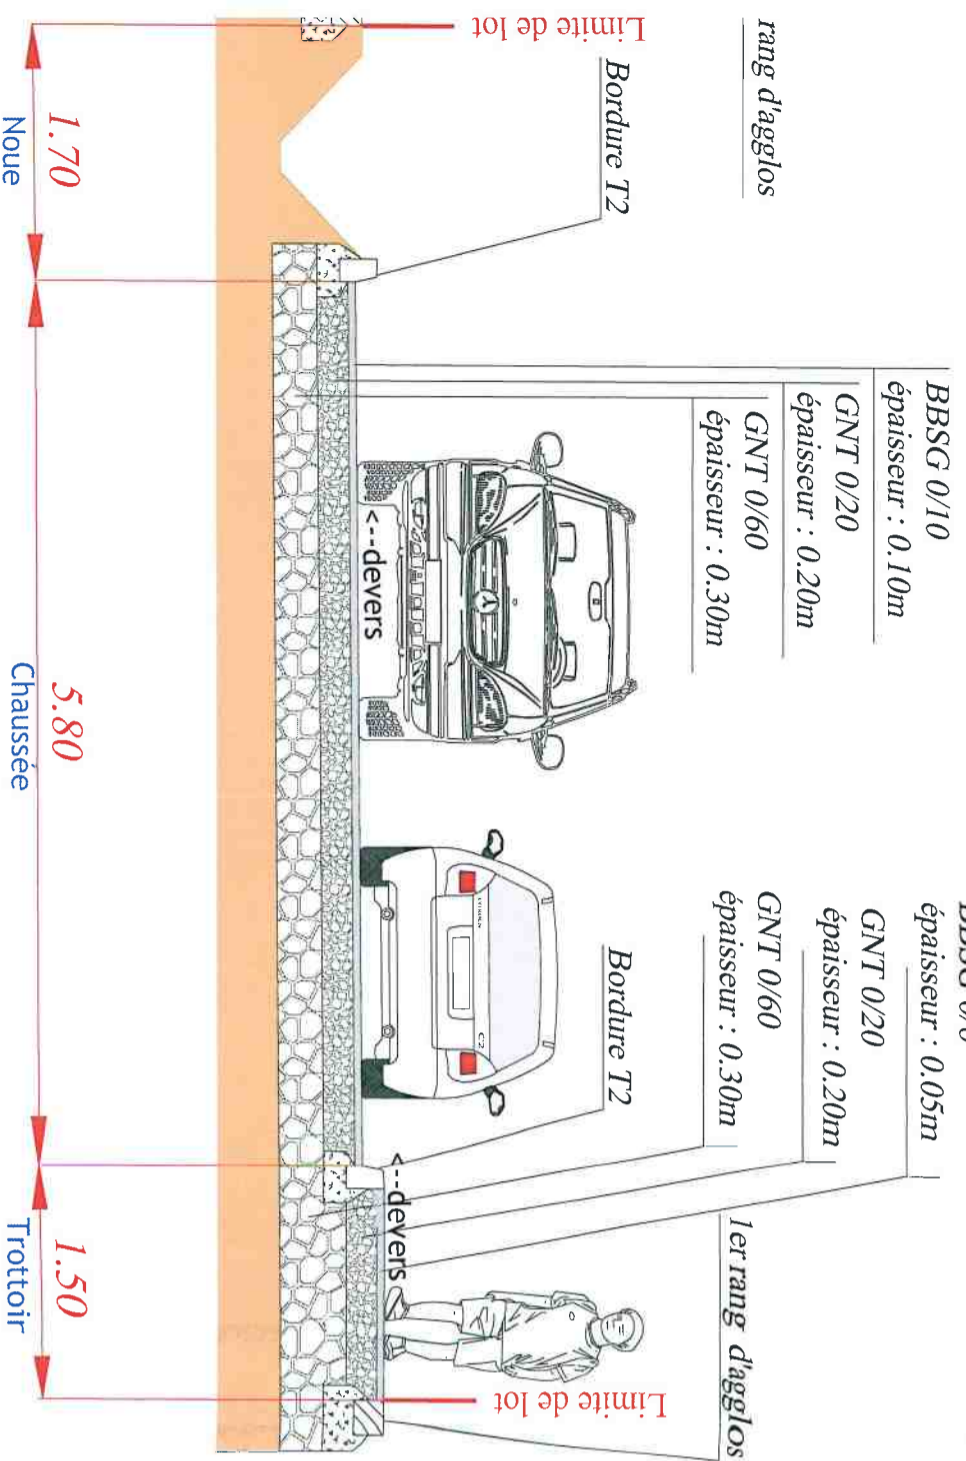 rang d'agglos
Limite de lot
Bordure T2
BBSG 0/10
épaisseur : 0.10m
GNT 0/20
épaisseur : 0.20m
GNT 0/60
épaisseur : 0.30m
<--devers
épaisseur : 0.05m
GNT 0/20
épaisseur : 0.20m
GNT 0/60
épaisseur : 0.30m
Bordure T2
C2
<--devers
1er rang d'agglos
Limite de lot
1.70
Noue
5.80
Chaussée
1.50
Trottoir